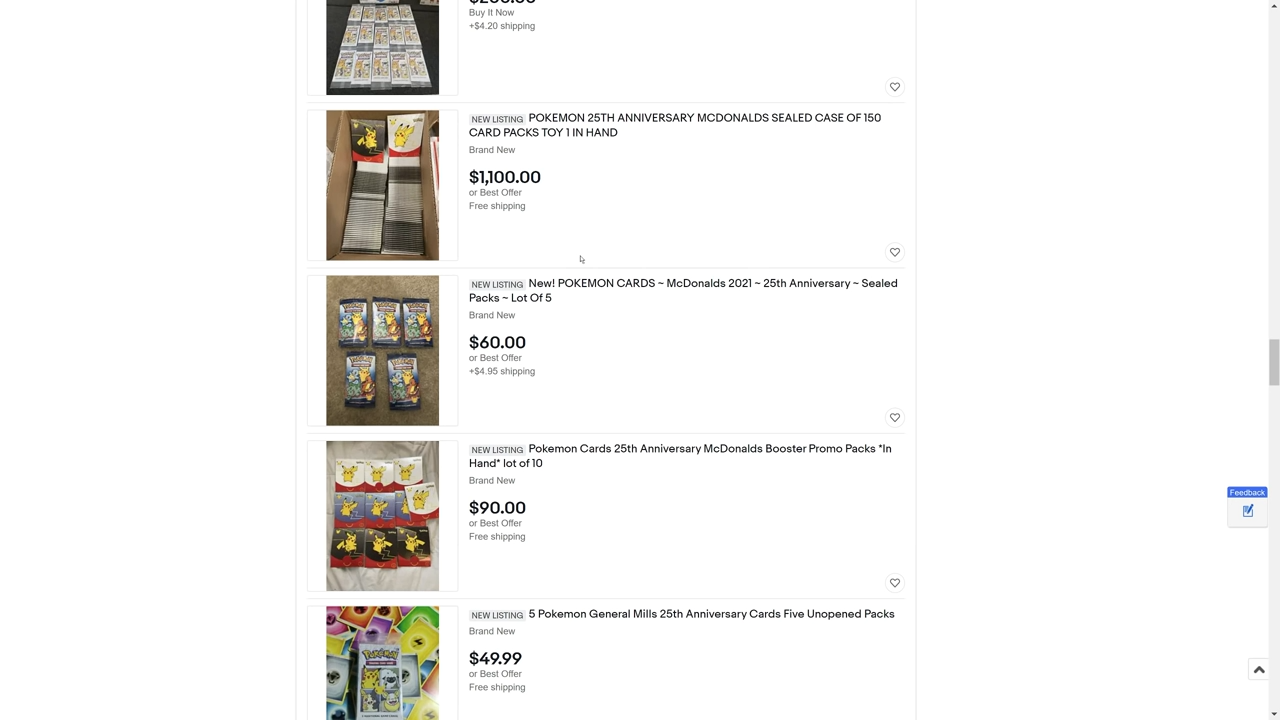 Buy It Now
+$4.20 shipping
NEW LISTING POKEMON 25TH ANNIVERSARY MCDONALDS SEALED CASE OF 150
CARD PACKS TOY 1 IN HAND
Brand New
$1,100.00
or Best Offer
Free shipping
NEW LISTING New! POKEMON CARDS ~ McDonalds 2021 ~ 25th Anniversary ~ Sealed
Packs ~ Lot Of 5
Brand New
$60.00
or Best Offer
+$4.95 shipping
NEW LISTING Pokemon Cards 25th Anniversary McDonalds Booster Promo Packs *In
Hand* lot of 10
Brand New
$90.00
or Best Offer
Free shipping
Feedback
NEW LISTING 5 Pokemon General Mills 25th Anniversary Cards Five Unopened Packs
Brand New
$49.99
or Best Offer
Free shipping
Pokémon